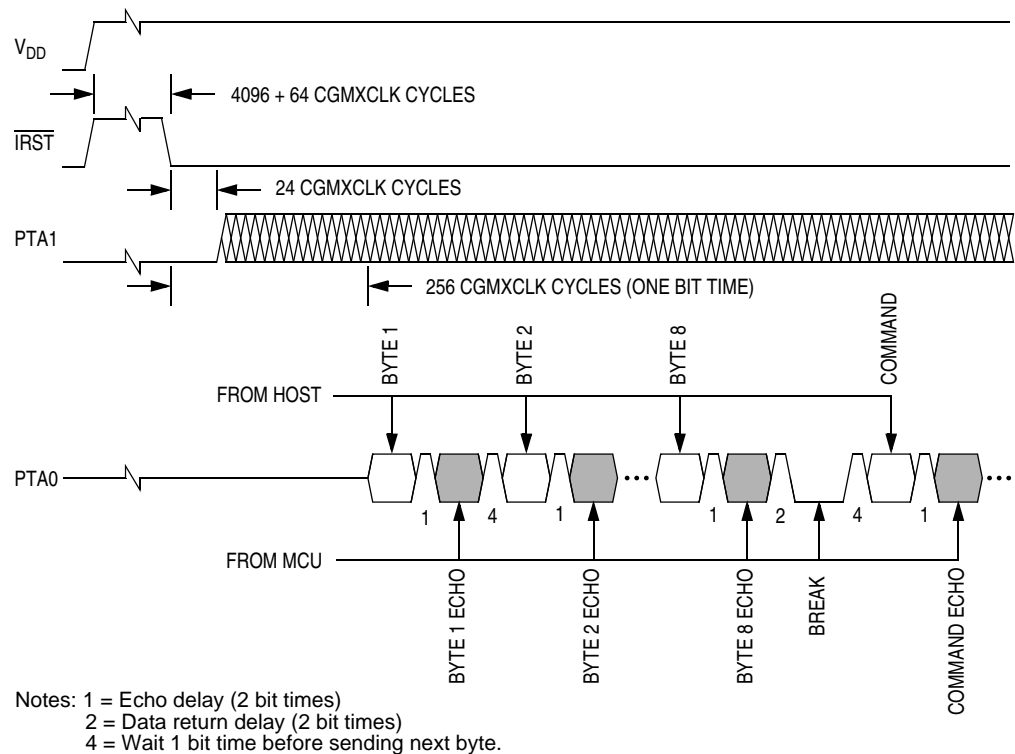 VDD
4096 + 64 CGMXCLK CYCLES
IRST
24 CGMXCLK CYCLES
PTA1
256 CGMXCLK CYCLES (ONE BIT TIME)
BYTE 1
BYTE 2
BYTE 8
COMMAND
FROM HOST
PTA0
1
4
1
1
2
4
1
FROM MCU
BYTE 1 ECHO
BYTE 2 ECHO
BYTE 8 ECHO
BREAK
COMMAND ECHO
Notes: 1 = Echo delay (2 bit times)
2 = Data return delay (2 bit times)
4 = Wait 1 bit time before sending next byte.